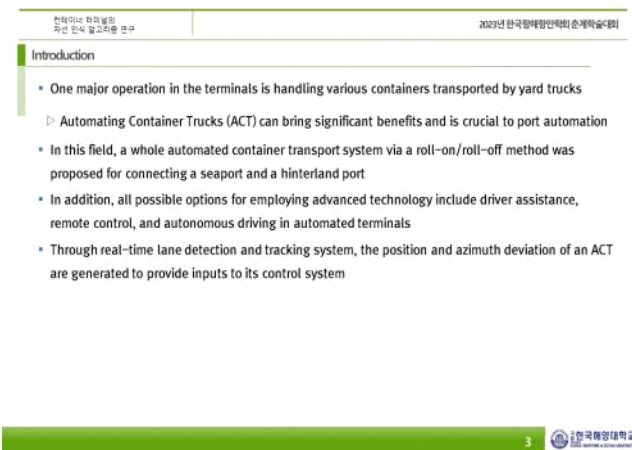 컨테이너 터미널의
차선 인식 알고리즘 연구
2023년 한국항해항만학회 춘계학술대회
Introduction
▪ One major operation in the terminals is handling various containers transported by yard trucks
▷ Automating Container Trucks (ACT) can bring significant benefits and is crucial to port automation
▪ In this field, a whole automated container transport system via a roll-on/roll-off method was
proposed for connecting a seaport and a hinterland port
▪ In addition, all possible options for employing advanced technology include driver assistance,
remote control, and autonomous driving in automated terminals
▪ Through real-time lane detection and tracking system, the position and azimuth deviation of an ACT
are generated to provide inputs to its control system
3
한국해양대학교